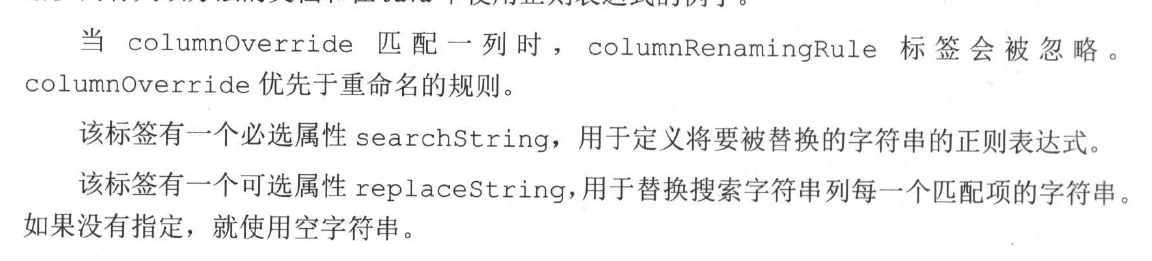 当 columnOverride 匹配一列时，columnRenamingRule 标签会被忽略。
columnOverride 优先于重命名的规则。
该标签有一个必选属性 searchString，用于定义将要被替换的字符串的正则表达式。
该标签有一个可选属性 replaceString，用于替换搜索字符串列每一个匹配项的字符串。
如果没有指定，就使用空字符串。